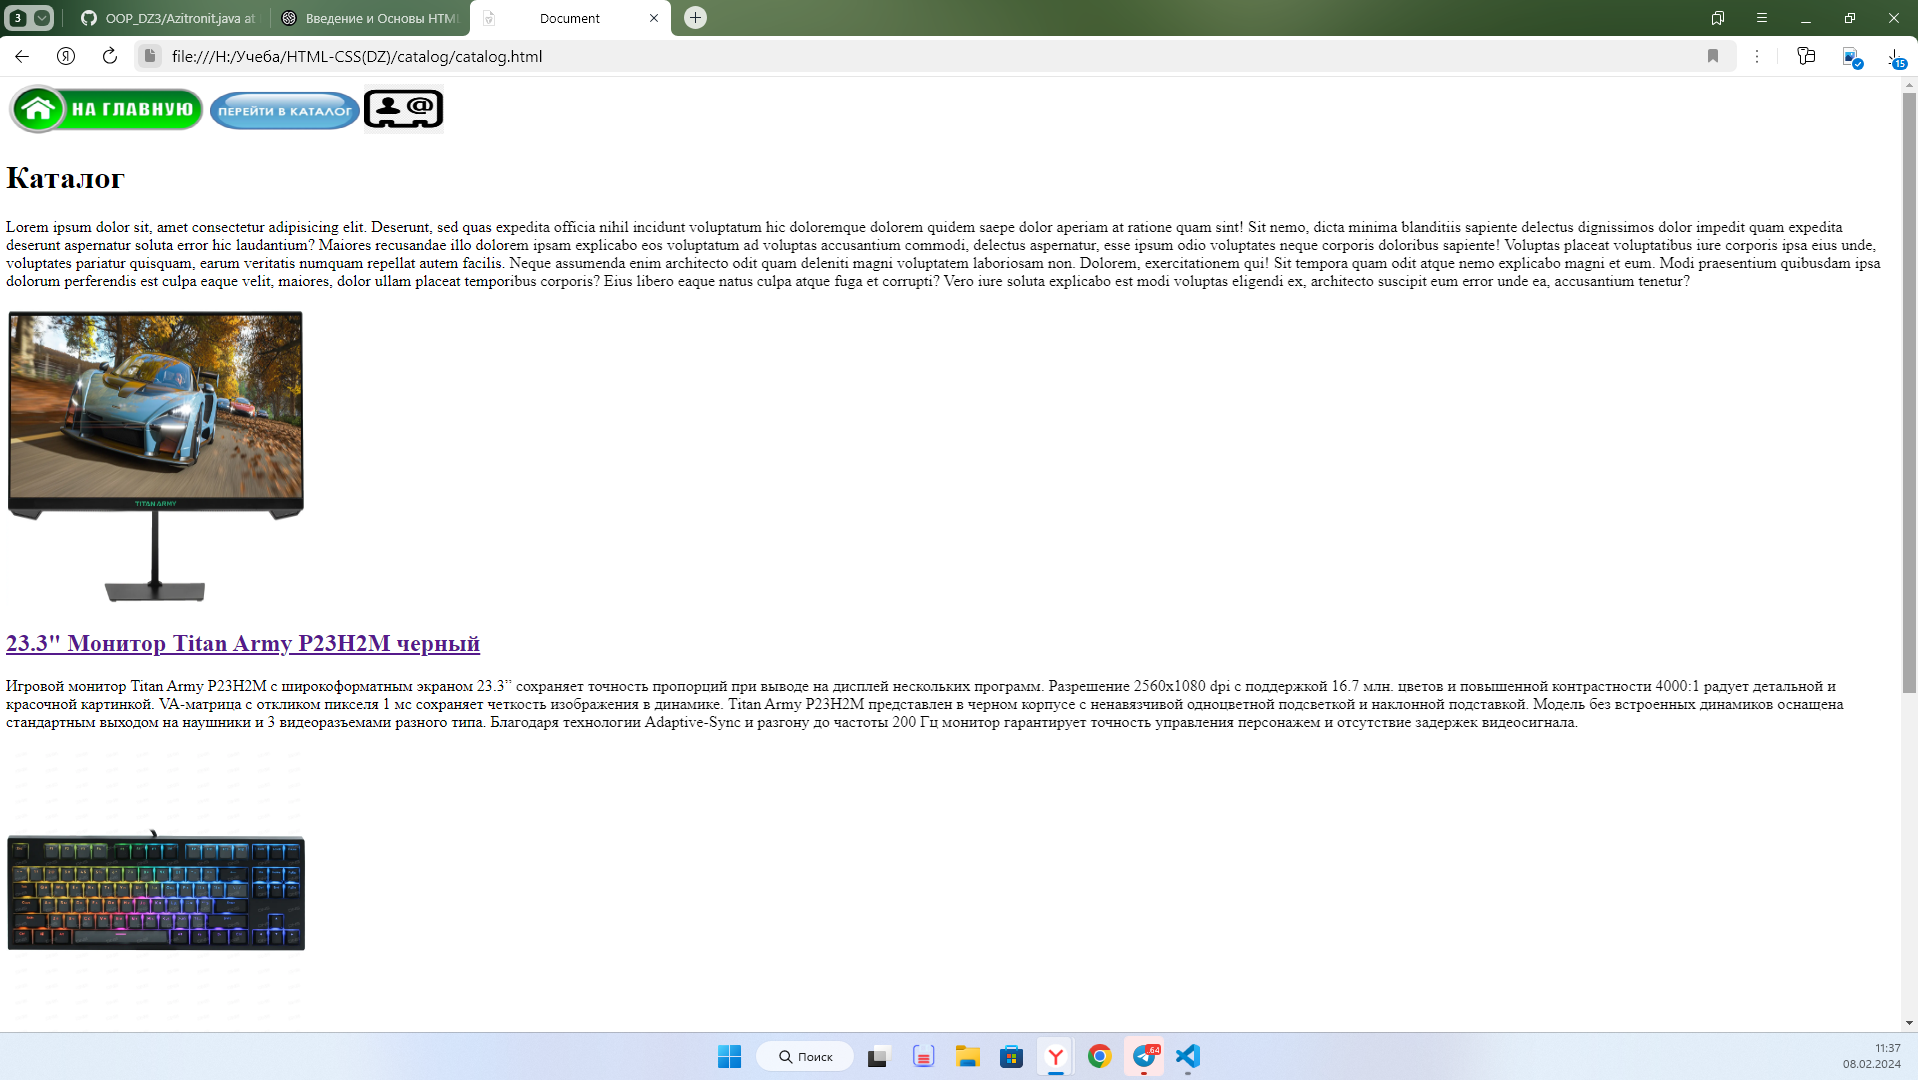 3
OOP_DZ3/Azitronit.java at
Введение и Основы HTML
Document
file:///H:/Учеба/HTML-CSS(DZ)/catalog/catalog.html
15
НА ГЛАВНУЮ
ПЕРЕЙТИ В КАТАЛОГ
@
Каталог
Lorem ipsum dolor sit, amet consectetur adipisicing elit. Deserunt, sed quas expedita officia nihil incidunt voluptatum hic doloremque dolorem quidem saepe dolor aperiam at ratione quam sint! Sit nemo, dicta minima blanditiis sapiente delectus dignissimos dolor impedit quam expedita
deserunt aspernatur soluta error hic laudantium? Maiores recusandae illo dolorem ipsam explicabo eos voluptatum ad voluptas accusantium commodi, delectus aspernatur, esse ipsum odio voluptates neque corporis doloribus sapiente! Voluptas placeat voluptatibus iure corporis ipsa eius unde,
voluptates pariatur quisquam, earum veritatis numquam repellat autem facilis. Neque assumenda enim architecto odit quam deleniti magni voluptatem laboriosam non. Dolorem, exercitationem qui! Sit tempora quam odit atque nemo explicabo magni et eum. Modi praesentium quibusdam ipsa
dolorum perferendis est culpa eaque velit, maiores, dolor ullam placeat temporibus corporis? Eius libero eaque natus culpa atque fuga et corrupti? Vero iure soluta explicabo est modi voluptas eligendi ex, architecto suscipit eum error unde ea, accusantium tenetur?
TITAN ARMY
23.3" Монитор Titan Army P23H2M черный
Игровой монитор Titan Army P23H2M с широкоформатным экраном 23.3” сохраняет точность пропорций при выводе на дисплей нескольких программ. Разрешение 2560x1080 dpi с поддержкой 16.7 млн. цветов и повышенной контрастности 4000:1 радует детальной и
красочной картинкой. VA-матрица с откликом пикселя 1 мс сохраняет четкость изображения в динамике. Titan Army P23H2M представлен в черном корпусе с ненавязчивой одноцветной подсветкой и наклонной подставкой. Модель без встроенных динамиков оснащена
стандартным выходом на наушники и 3 видеоразъемами разного типа. Благодаря технологии Adaptive-Sync и разгону до частоты 200 Гц монитор гарантирует точность управления персонажем и отсутствие задержек видеосигнала.
Поиск
64
11:37
08.02.2024